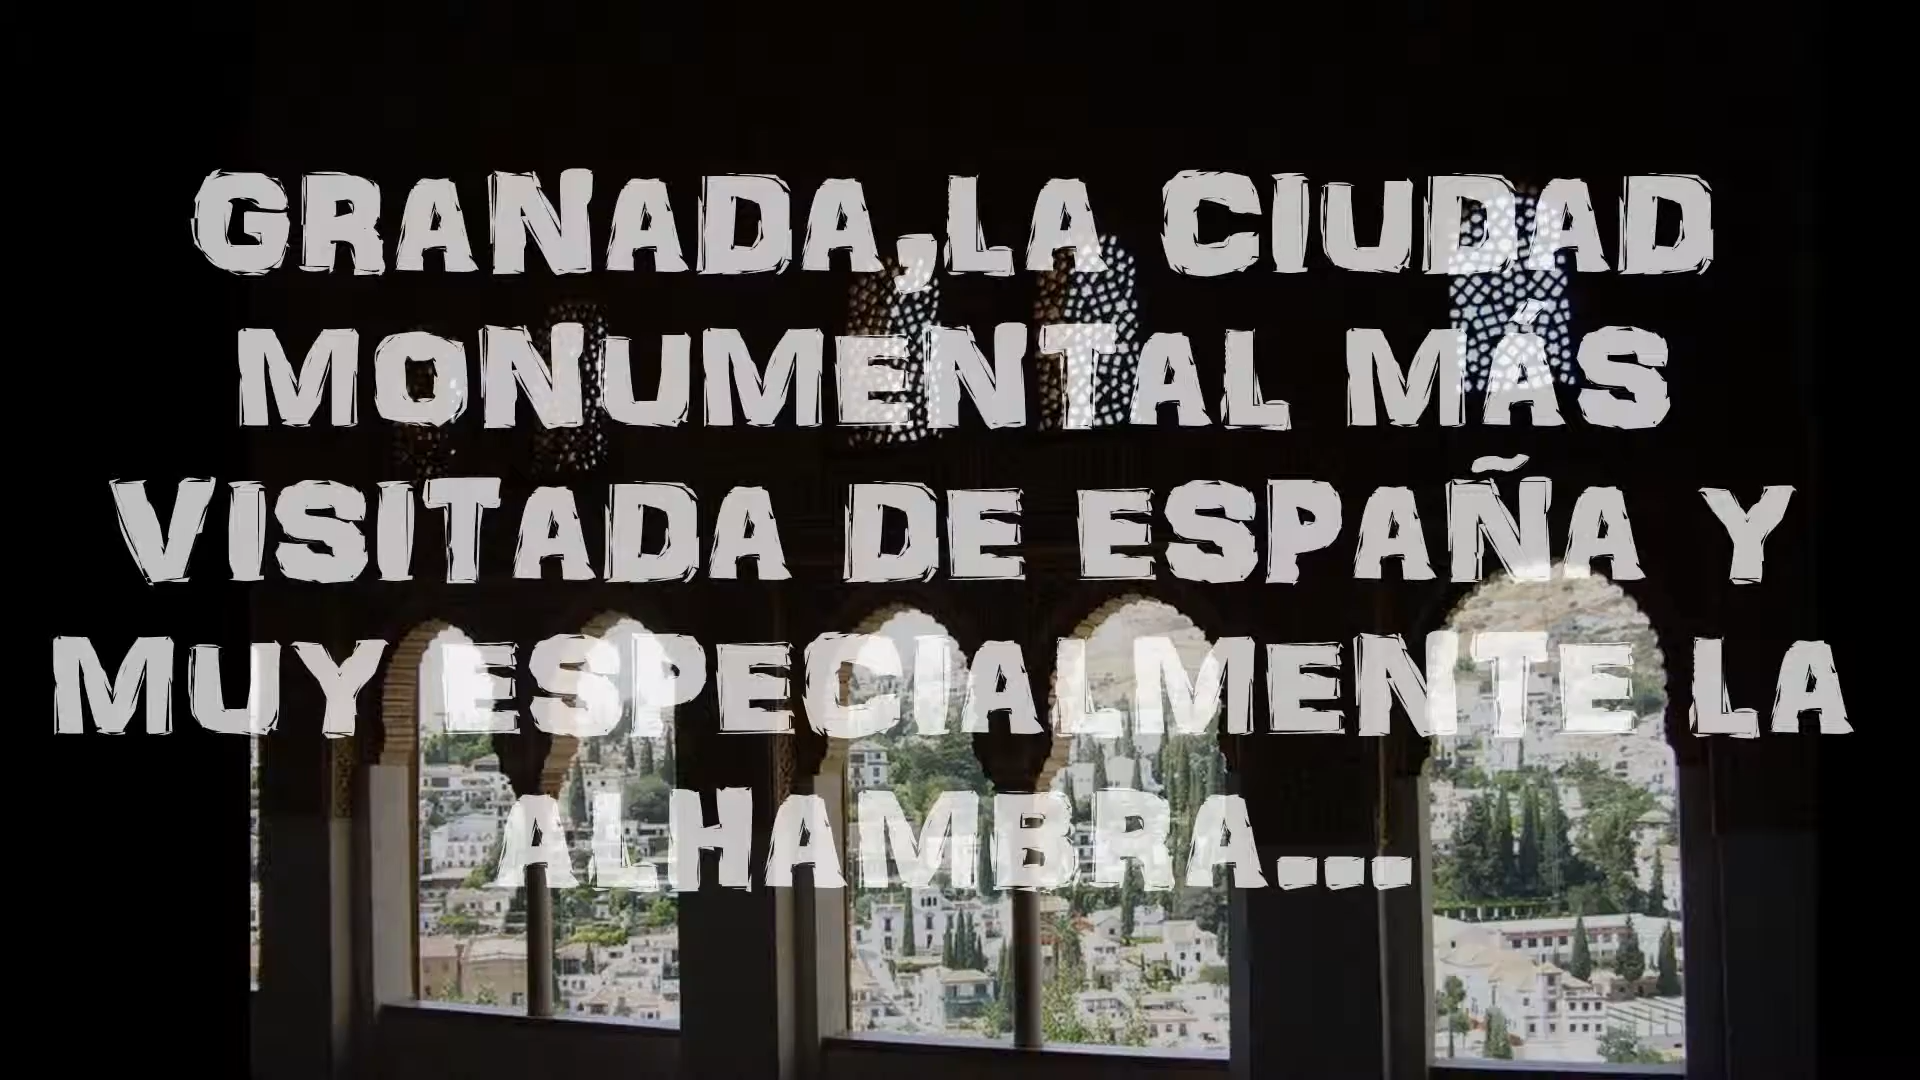 GRANADA,LA CIUDAD
MONUMENTAL MÁS
VISITADA DE ESPAÑA Y
MUY ESPECIALMENTE LA
ALHAMBRA...